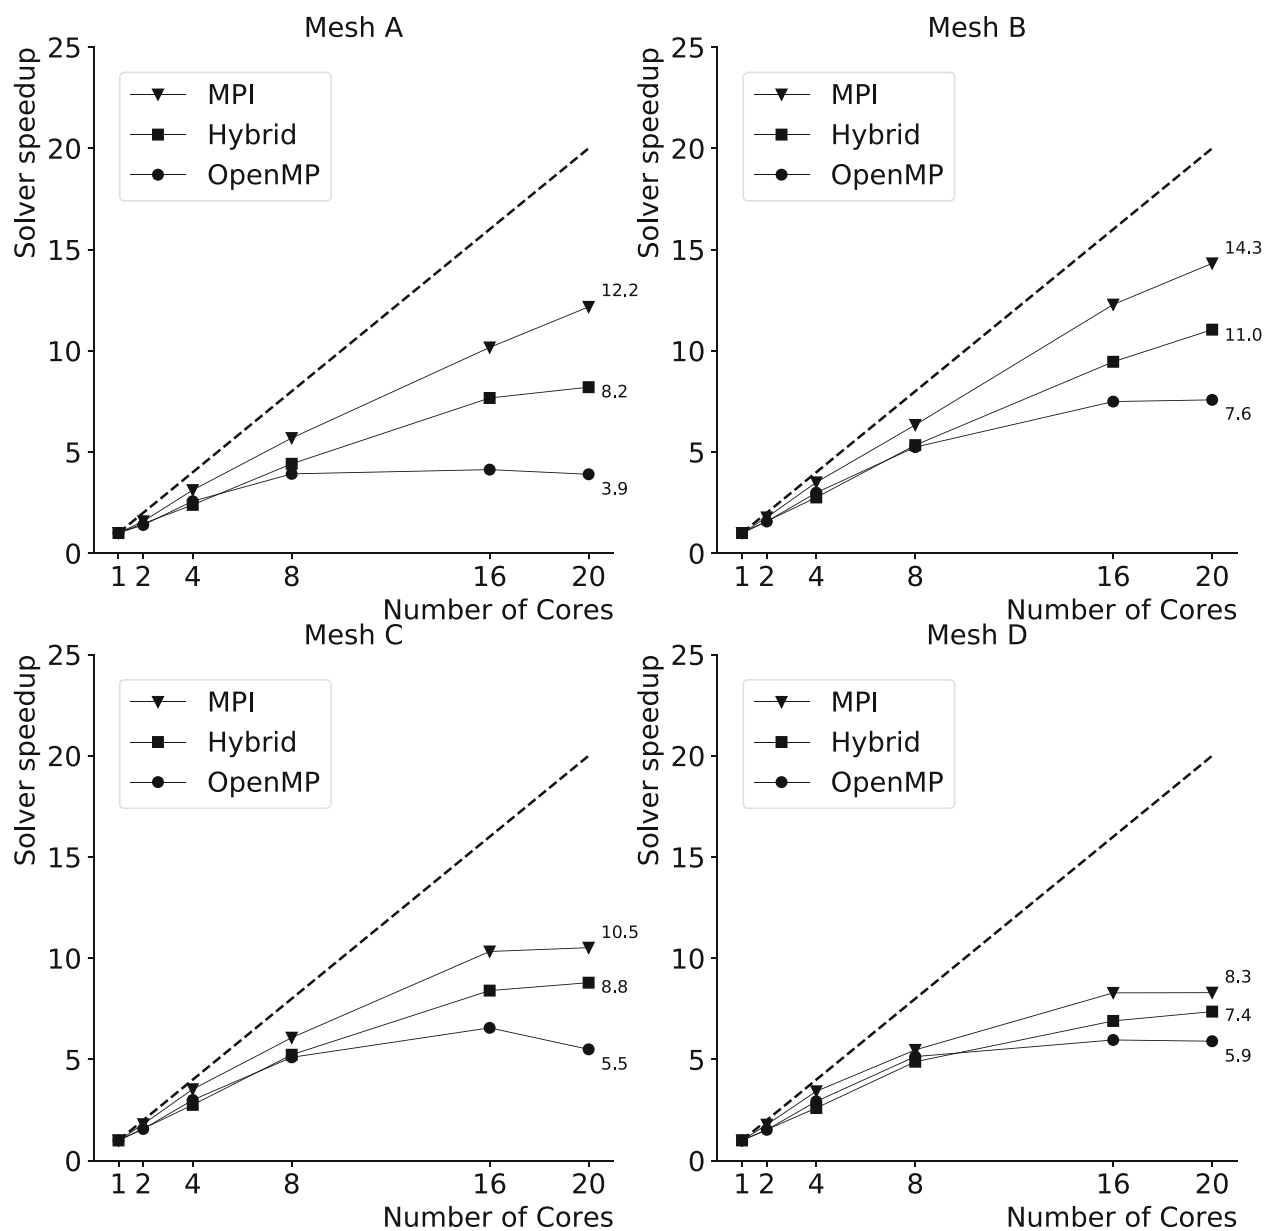 Mesh A
Solver speedup
25
20
15
10
5
0
MPI
Hybrid
OpenMP
12.2
8.2
3.9
1 2 4 8 16 20
Number of Cores
Mesh B
Solver speedup
25
20
15
10
5
0
MPI
Hybrid
OpenMP
14.3
11.0
7.6
1 2 4 8 16 20
Number of Cores
Mesh C
Solver speedup
25
20
15
10
5
0
MPI
Hybrid
OpenMP
10.5
8.8
5.5
1 2 4 8 16 20
Number of Cores
Mesh D
Solver speedup
25
20
15
10
5
0
MPI
Hybrid
OpenMP
8.3
7.4
5.9
1 2 4 8 16 20
Number of Cores